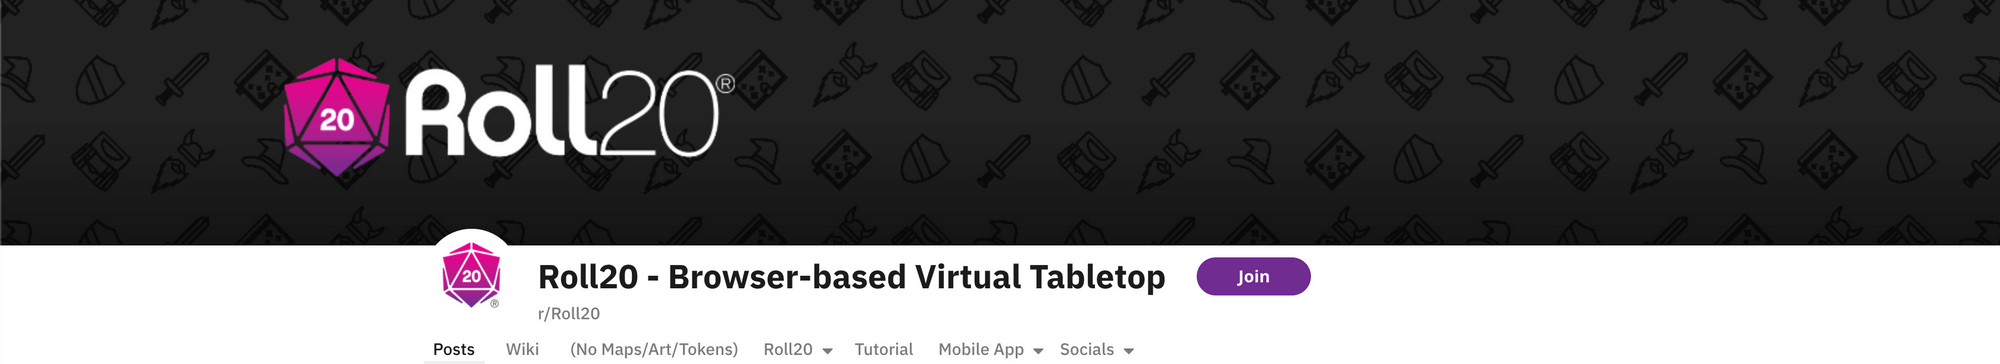 20 Roll20®
20 ®
Roll20 - Browser-based Virtual Tabletop
Join
r/Roll20
Posts Wiki (No Maps/Art/Tokens) Roll20 Tutorial Mobile App Socials